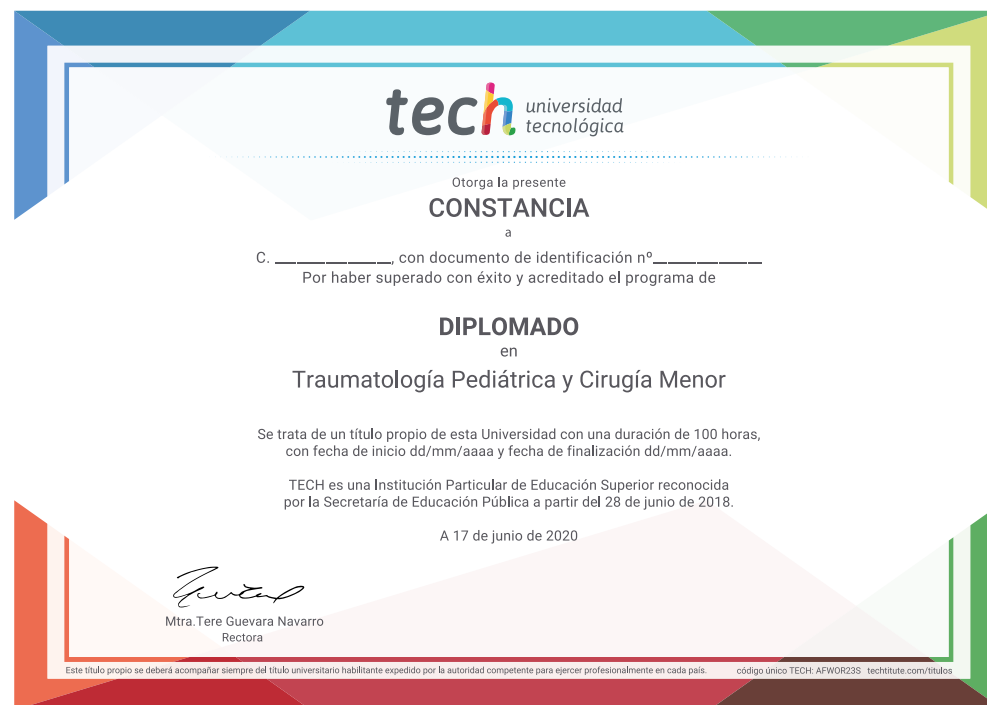 tech universidad
tecnológica
Otorga la presente
CONSTANCIA
a
C. ________________, con documento de identificación nº_______________
Por haber superado con éxito y acreditado el programa de
DIPLOMADO
en
Traumatología Pediátrica y Cirugía Menor
Se trata de un título propio de esta Universidad con una duración de 100 horas,
con fecha de inicio dd/mm/aaaa y fecha de finalización dd/mm/aaaa.
TECH es una Institución Particular de Educación Superior reconocida
por la Secretaría de Educación Pública a partir del 28 de junio de 2018.
A 17 de junio de 2020
Mtra.Tere Guevara Navarro
Rectora
Este título propio se deberá acompañar siempre del título universitario habilitante expedido por la autoridad competente para ejercer profesionalmente en cada país. código único TECH: AFWOR23S techtitute.com/titulos